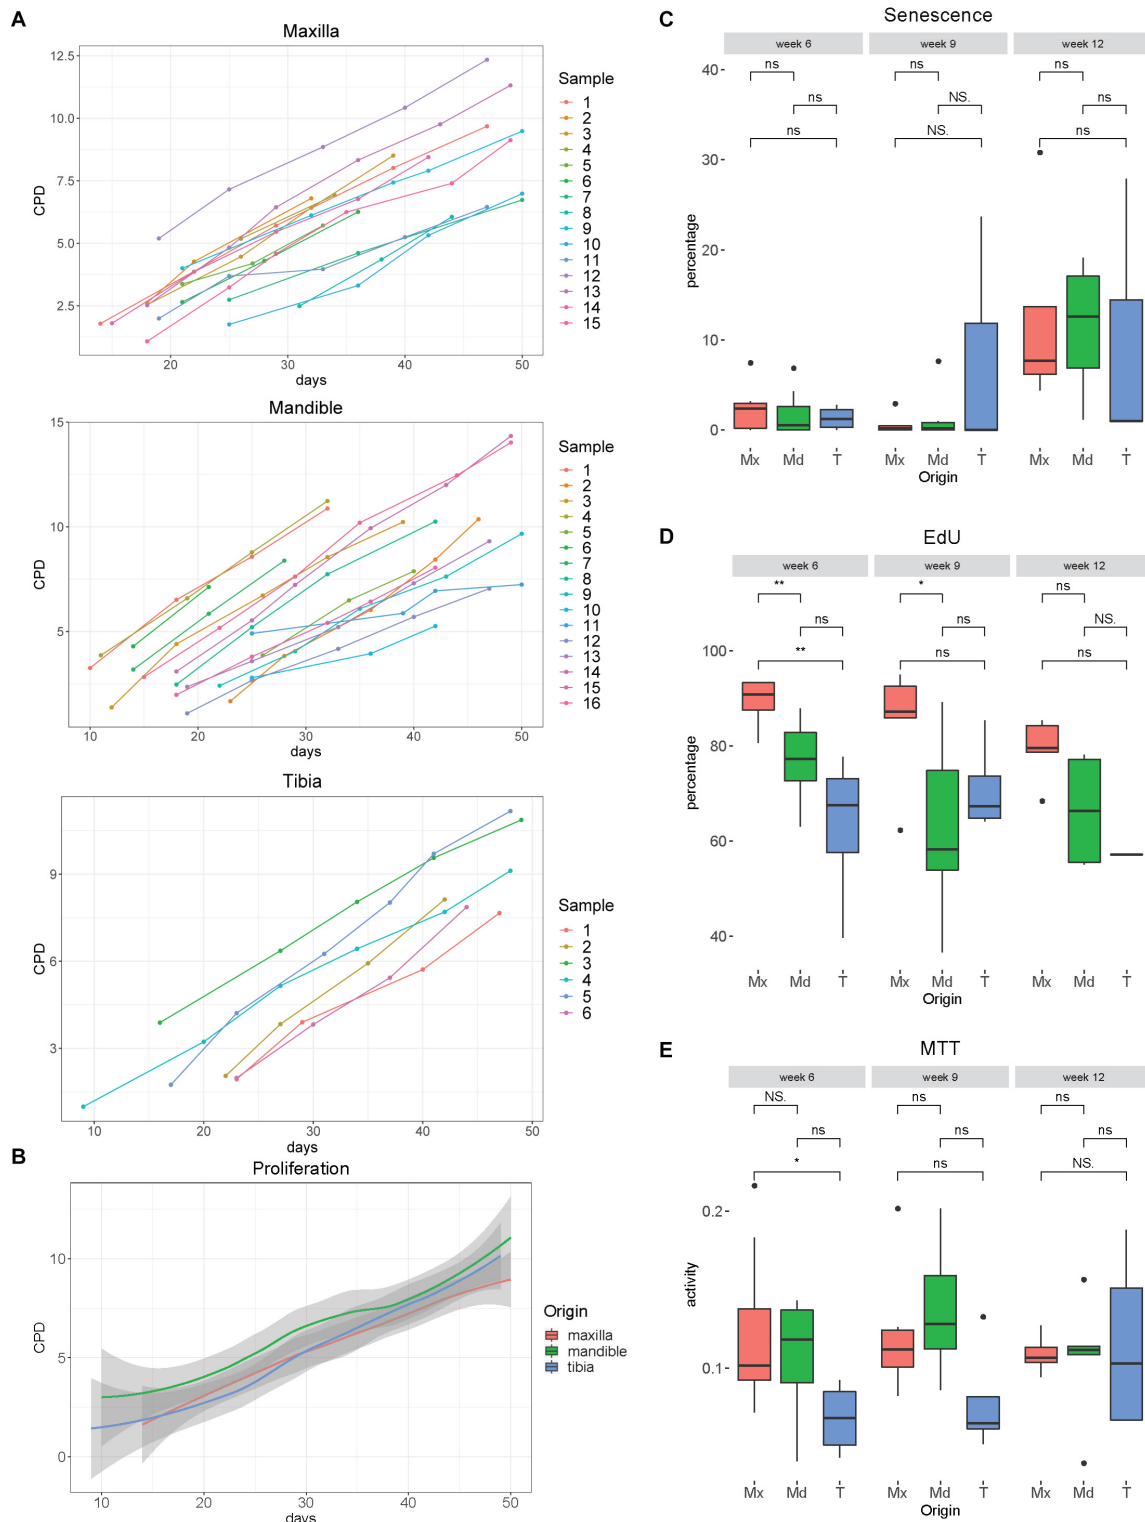 A
Maxilla
12.5
10.0
7.5
5.0
2.5
CPD
20
30
40
50
days
Sample
1
2
3
4
5
6
7
8
9
10
11
12
13
14
15
Mandible
15
10
5
CPD
10
20
30
40
50
days
Sample
1
2
3
4
5
6
7
8
9
10
11
12
13
14
15
16
Tibia
9
6
3
CPD
10
20
30
40
50
days
Sample
1
2
3
4
5
6
B
Proliferation
10
5
0
CPD
10
20
30
40
50
days
Origin
maxilla
mandible
tibia
C
Senescence
week 6
week 9
week 12
40
30
20
10
0
percentage
ns
ns
ns
ns
NS.
NS.
ns
ns
ns
Mx Md T
Mx Md T
Mx Md T
Origin
D
EdU
week 6
week 9
week 12
100
80
60
40
percentage
**
ns
**
*
ns
ns
ns
NS.
ns
Mx Md T
Mx Md T
Mx Md T
Origin
E
MTT
week 6
week 9
week 12
0.2
0.1
activity
NS.
ns
*
ns
ns
ns
ns
ns
NS.
Mx Md T
Mx Md T
Mx Md T
Origin